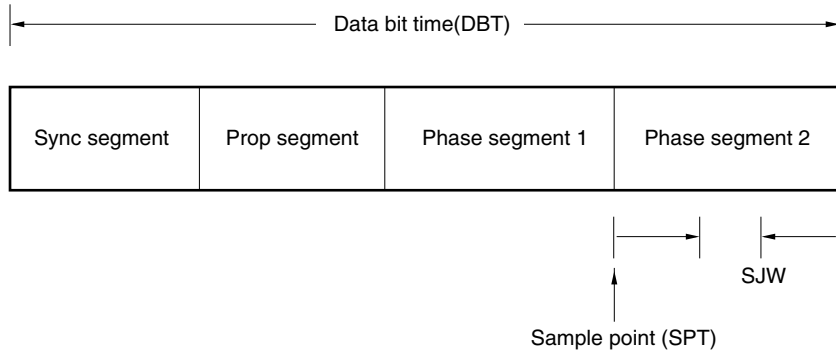 Data bit time(DBT)
Sync segment
Prop segment
Phase segment 1
Phase segment 2
SJW
Sample point (SPT)